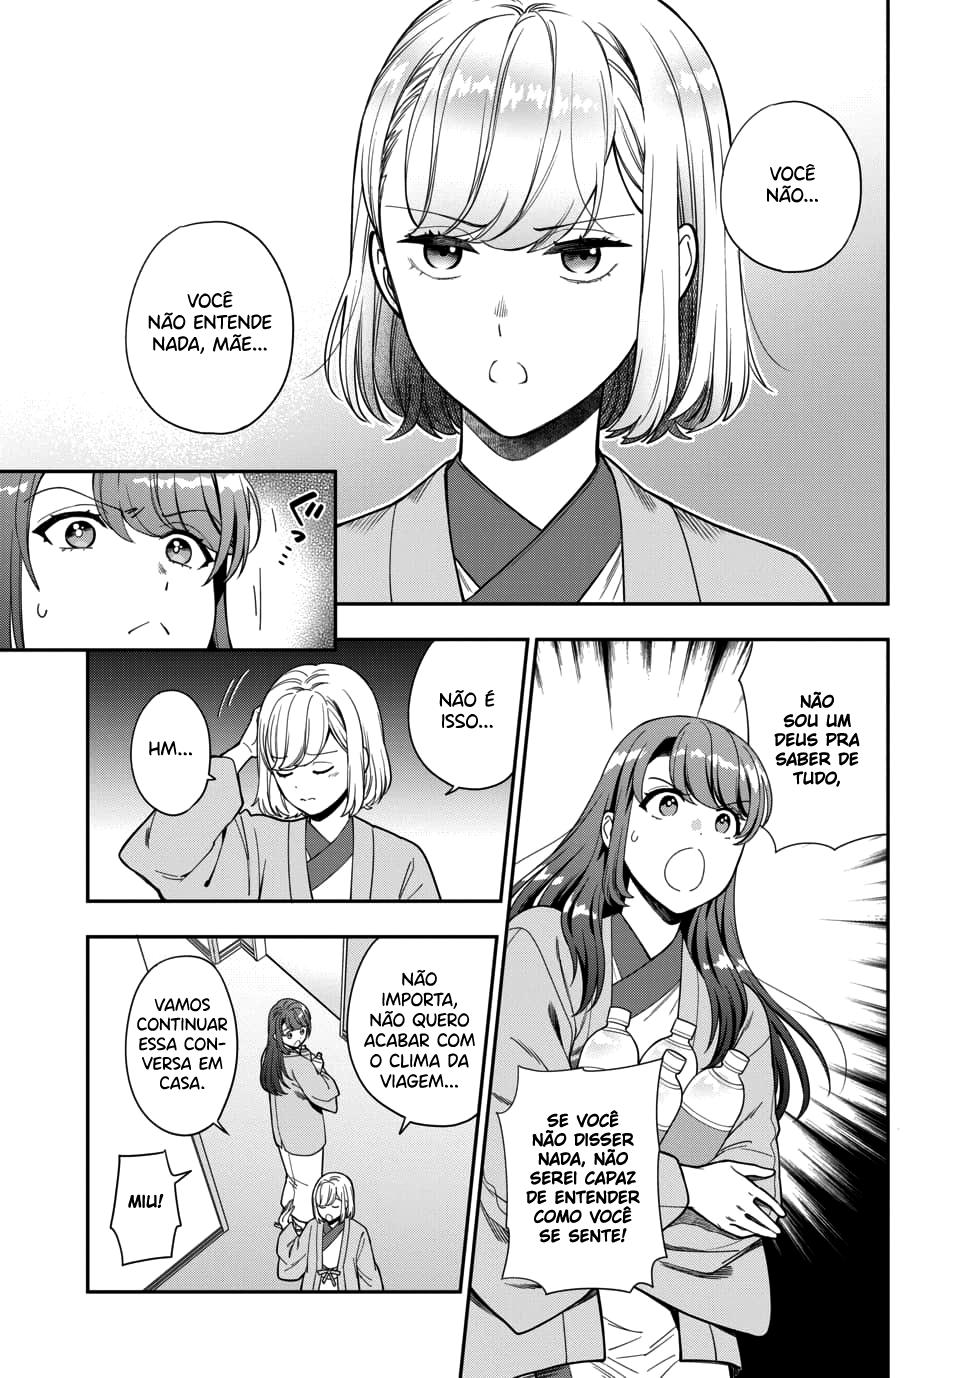 VOCÊ
NÃO...
VOCÊ
NÃO ENTENDE
NADA, MÃE...
ぐっ
NÃO
SOU UM
DEUS PRA
SABER DE
TUDO,
SE VOCÊ
NÃO DISSER
NADA, NÃO
SEREI CAPAZ
DE ENTENDER
COMO VOCÊ
SE SENTE!
NÃO É
ISSO...
HM...
NÃO
IMPORTA,
NÃO QUERO
ACABAR COM
O CLIMA DA
VIAGEM...
VAMOS
CONTINUAR
ESSA CON-
VERSA EM
CASA.
MIU!